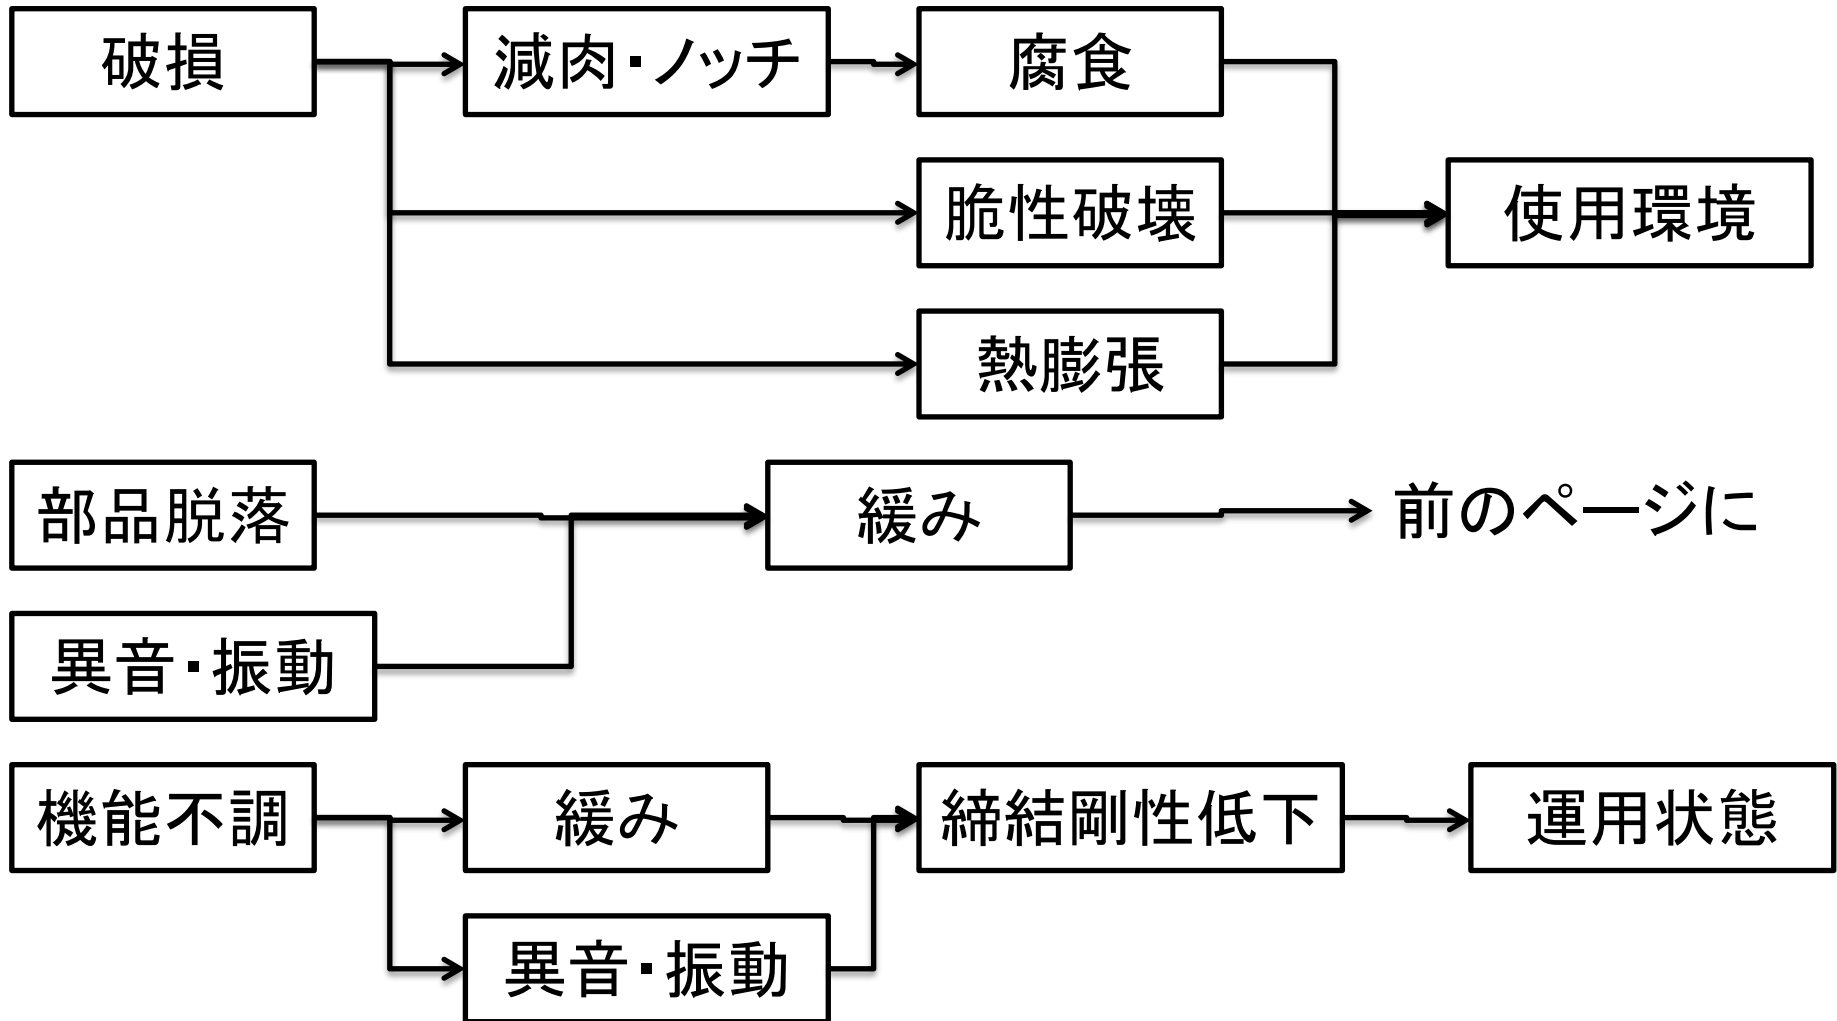 破損
減肉・ノッチ
腐食
脆性破壊
使用環境
熱膨張
部品脱落
緩み
前のページに
異音・振動
機能不調
緩み
締結剛性低下
運用状態
異音・振動